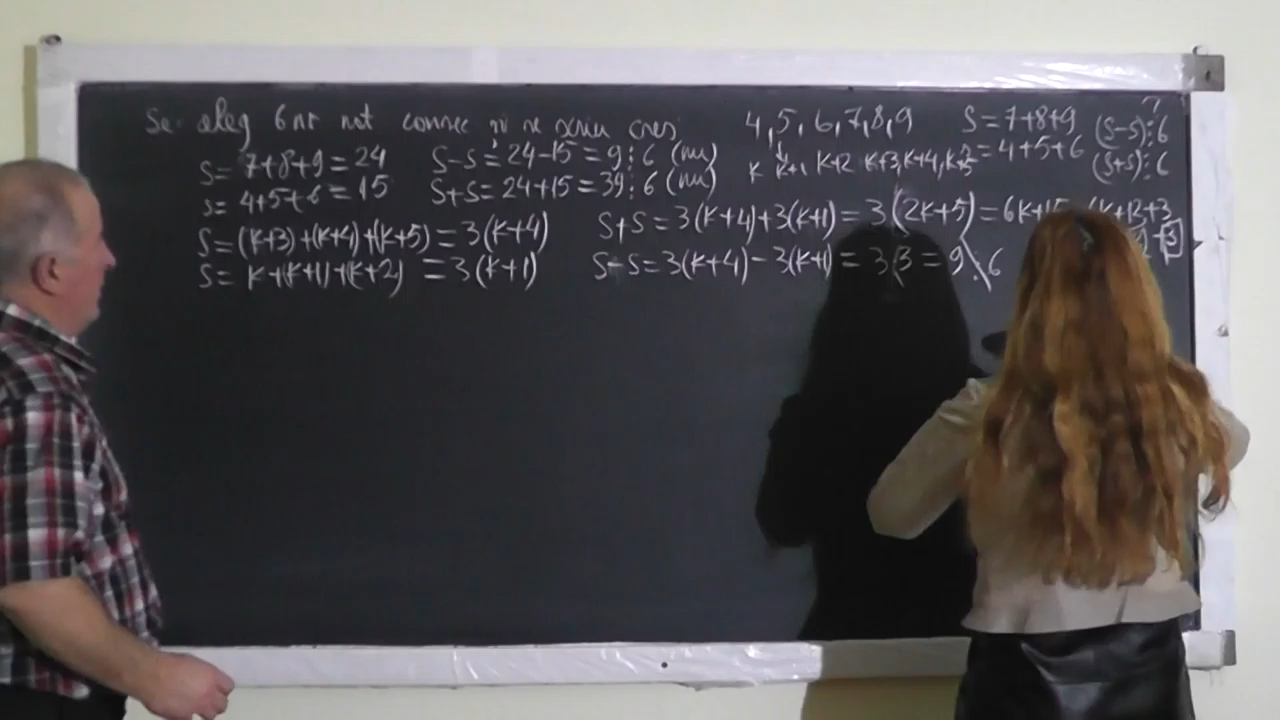 Se aleg 6 nr nat consec și se scriu cresc 4, 5, 6, 7, 8, 9 S=7+8+9 (S-s)⋮6
S=7+8+9=24 S-s=24-15=9⋮6 (nu) k k+1 k+2 k+3, k+4, k+5 s=4+5+6 (S+s)⋮6
s=4+5+6=15 S+s=24+15=39⋮6 (nu)
S=(k+3)+(k+4)+(k+5)=3(k+4) S+s=3(k+4)+3(k+1)=3(2k+5)=6k+15
s=k+(k+1)+(k+2)=3(k+1) S-s=3(k+4)-3(k+1)=3·3=9 6